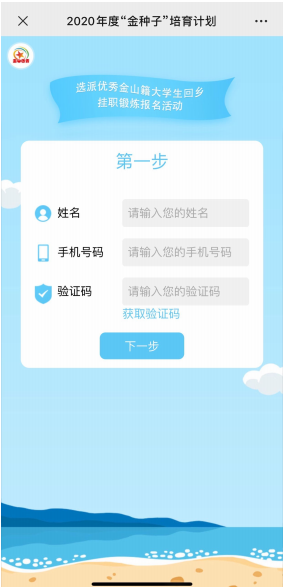 2020年度“金种子”培育计划
选派优秀金山籍大学生回乡
挂职锻炼报名活动
第一步
姓名 请输入您的姓名
手机号码 请输入您的手机号码
验证码 请输入您的验证码
获取验证码
下一步